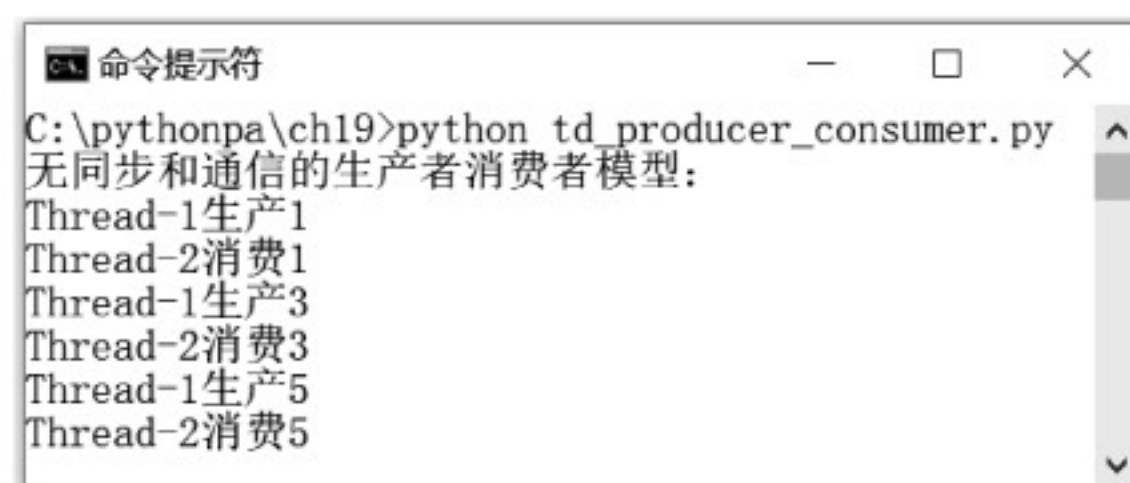 命令提示符
C:\pythonpa\ch19>python td_producer_consumer.py
无同步和通信的生产者消费者模型：
Thread-1生产1
Thread-2消费1
Thread-1生产3
Thread-2消费3
Thread-1生产5
Thread-2消费5